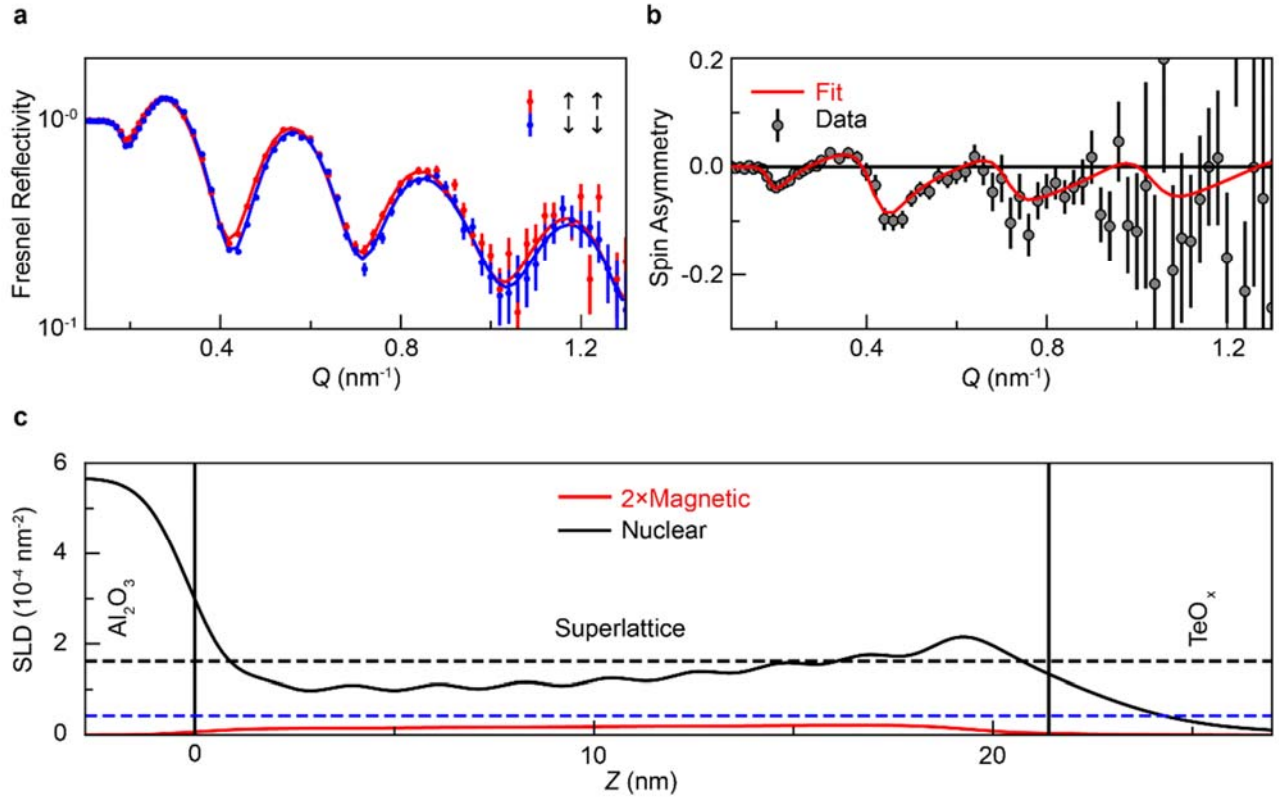 a
Fresnel Reflectivity
10⁻⁰
10⁻¹
↑ ↑
↓ ↓
0.4 0.8 1.2
Q (nm⁻¹)
b
Spin Asymmetry
0.2
0.0
-0.2
Fit
Data
0.4 0.8 1.2
Q (nm⁻¹)
c
SLD (10⁻⁴ nm⁻²)
6
4
2
0
Al₂O₃
2×Magnetic
Nuclear
Superlattice
TeOₓ
0 10 20
Z (nm)